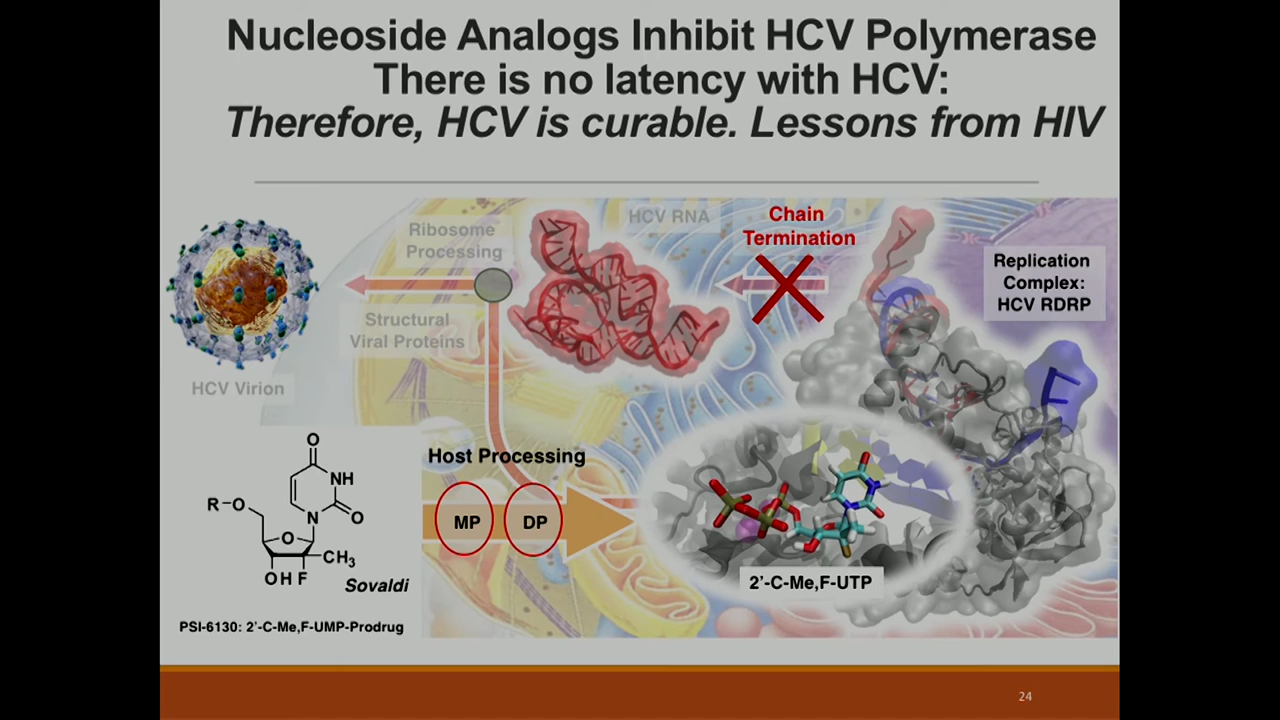 Nucleoside Analogs Inhibit HCV Polymerase
There is no latency with HCV:
Therefore, HCV is curable. Lessons from HIV
Ribosome
Processing
HCV RNA
Chain
Termination
Replication
Complex:
HCV RDRP
Structural
Viral Proteins
HCV Virion
Host Processing
MP
DP
O
NH
R-O
N
O
O
CH3
OH F
Sovaldi
2'-C-Me,F-UTP
PSI-6130: 2'-C-Me,F-UMP-Prodrug
24